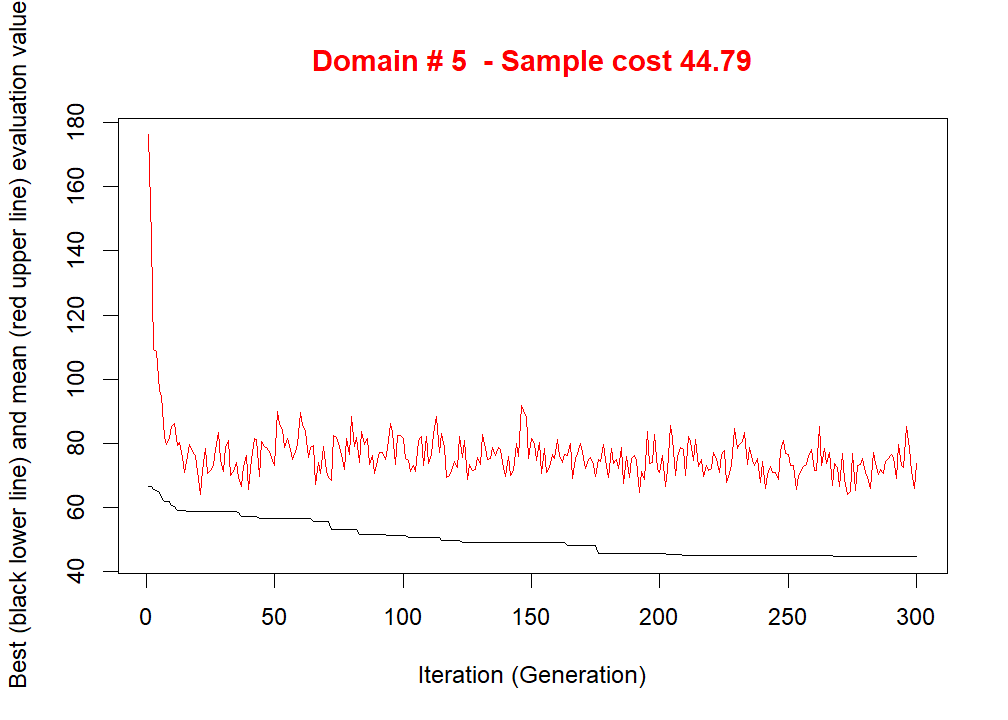 Domain # 5  - Sample cost 44.79
Best (black lower line) and mean (red upper line) evaluation value
180
160
140
120
100
80
60
40
0 50 100 150 200 250 300
Iteration (Generation)